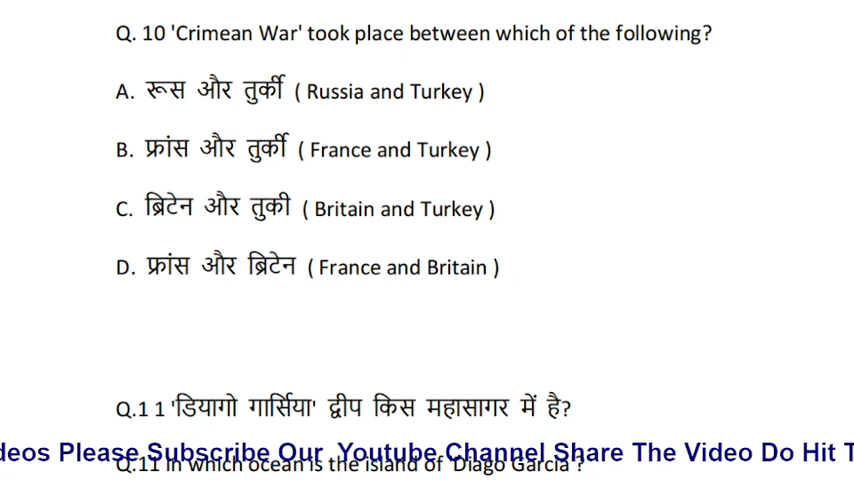 Q. 10 'Crimean War' took place between which of the following?
A. रूस और तुर्की ( Russia and Turkey )
B. फ्रांस और तुर्की ( France and Turkey )
C. ब्रिटेन और तुकी ( Britain and Turkey )
D. फ्रांस और ब्रिटेन ( France and Britain )
Q.1 1 'डियागो गार्सिया' द्वीप किस महासागर में है?
deos Please Subscribe Our Youtube Channel Share The Video Do Hit T
Q.11 In which ocean is the island of 'Diago Garcia'?